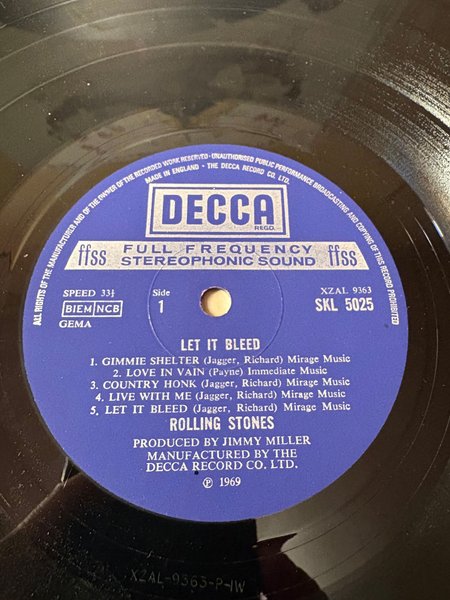 ALL RIGHTS OF THE MANUFACTURER AND OF THE OWNER OF THE RECORDED WORK RESERVED · UNAUTHORISED PUBLIC PERFORMANCE BROADCASTING AND COPYING OF THIS RECORD PROHIBITED
MADE IN ENGLAND · THE DECCA RECORD CO. LTD.
DECCA
REGD.
ffss FULL FREQUENCY STEREOPHONIC SOUND ffss
SPEED 33⅓ Side XZAL 9363
BIEM NCB 1 SKL 5025
GEMA
LET IT BLEED
1. GIMMIE SHELTER (Jagger, Richard) Mirage Music
2. LOVE IN VAIN (Payne) Immediate Music
3. COUNTRY HONK (Jagger, Richard) Mirage Music
4. LIVE WITH ME (Jagger, Richard) Mirage Music
5. LET IT BLEED (Jagger, Richard) Mirage Music
ROLLING STONES
PRODUCED BY JIMMY MILLER
MANUFACTURED BY THE
DECCA RECORD CO. LTD.
℗ 1969
XZAL-9363-P-1W